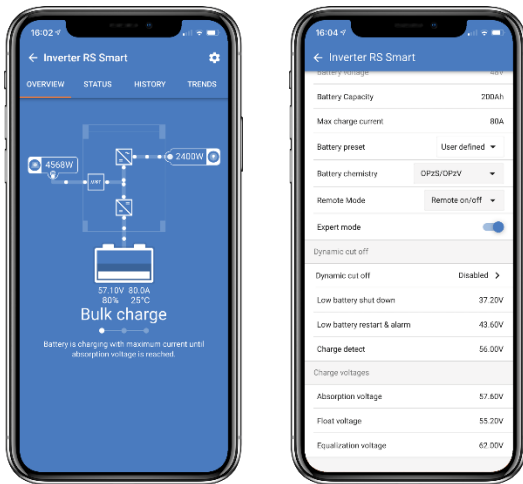 16:02
Inverter RS Smart
OVERVIEW STATUS HISTORY TRENDS
4568W
2400W
MPPT
57.10V 80.0A
80% 25°C
Bulk charge
Battery is charging with maximum current until
absorption voltage is reached.
16:04
Inverter RS Smart
Battery voltage 48V
Battery Capacity 200Ah
Max charge current 80A
Battery preset User defined
Battery chemistry OPzS/OPzV
Remote Mode Remote on/off
Expert mode
Dynamic cut off
Dynamic cut off Disabled
Low battery shut down 37.20V
Low battery restart & alarm 43.60V
Charge detect 56.00V
Charge voltages
Absorption voltage 57.60V
Float voltage 55.20V
Equalization voltage 62.00V